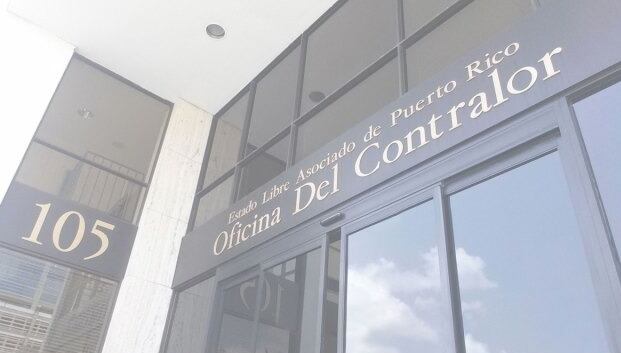 Estado Libre Asociado de Puerto Rico
Oficina Del Contralor
105